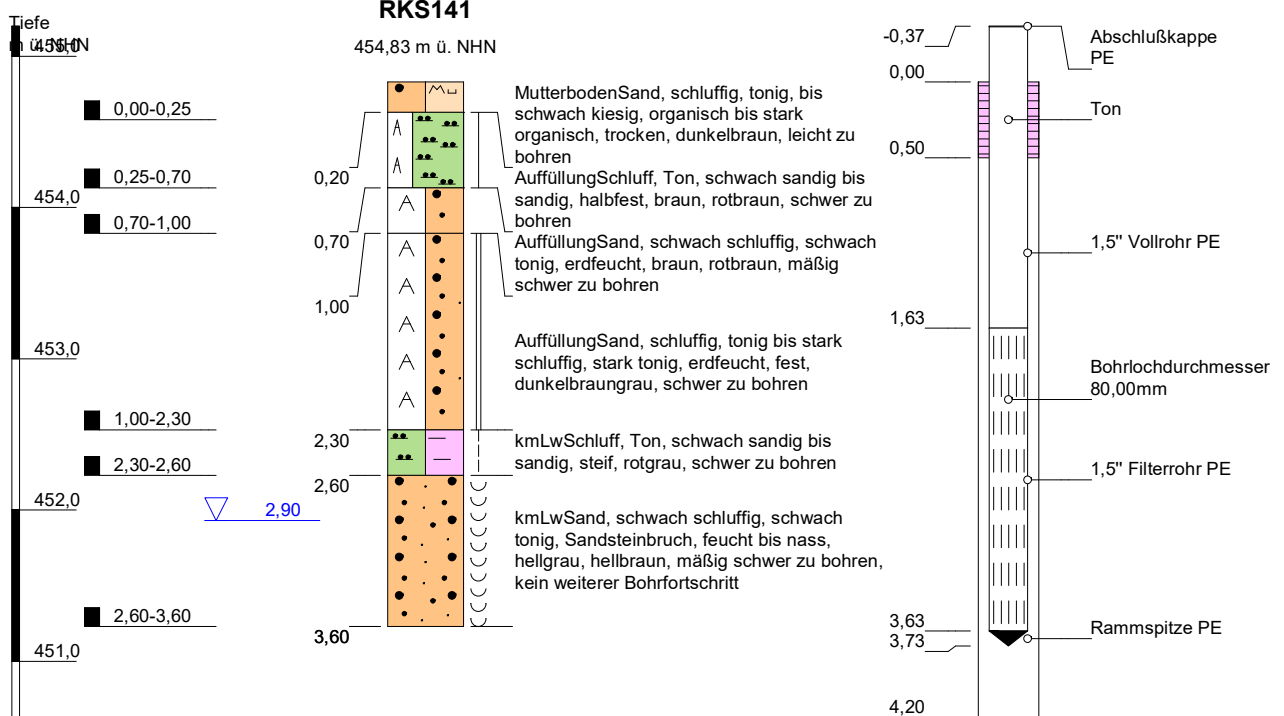 RKS141
Tiefe
m ü. NHN
454,83 m ü. NHN
455,0
454,0
453,0
452,0
451,0
0,00-0,25
0,25-0,70
0,70-1,00
1,00-2,30
2,30-2,60
2,60-3,60
2,90
0,20
0,70
1,00
2,30
2,60
3,60
MutterbodenSand, schluffig, tonig, bis
schwach kiesig, organisch bis stark
organisch, trocken, dunkelbraun, leicht zu
bohren
AuffüllungSchluff, Ton, schwach sandig bis
sandig, halbfest, braun, rotbraun, schwer zu
bohren
AuffüllungSand, schwach schluffig, schwach
tonig, erdfeucht, braun, rotbraun, mäßig
schwer zu bohren
AuffüllungSand, schluffig, tonig bis stark
schluffig, stark tonig, erdfeucht, fest,
dunkelbraungrau, schwer zu bohren
kmLwSchluff, Ton, schwach sandig bis
sandig, steif, rotgrau, schwer zu bohren
kmLwSand, schwach schluffig, schwach
tonig, Sandsteinbruch, feucht bis nass,
hellgrau, hellbraun, mäßig schwer zu bohren,
kein weiterer Bohrfortschritt
-0,37
0,00
0,50
1,63
3,63
3,73
4,20
Abschlußkappe
PE
Ton
1,5" Vollrohr PE
Bohrlochdurchmesser
80,00mm
1,5" Filterrohr PE
Rammspitze PE